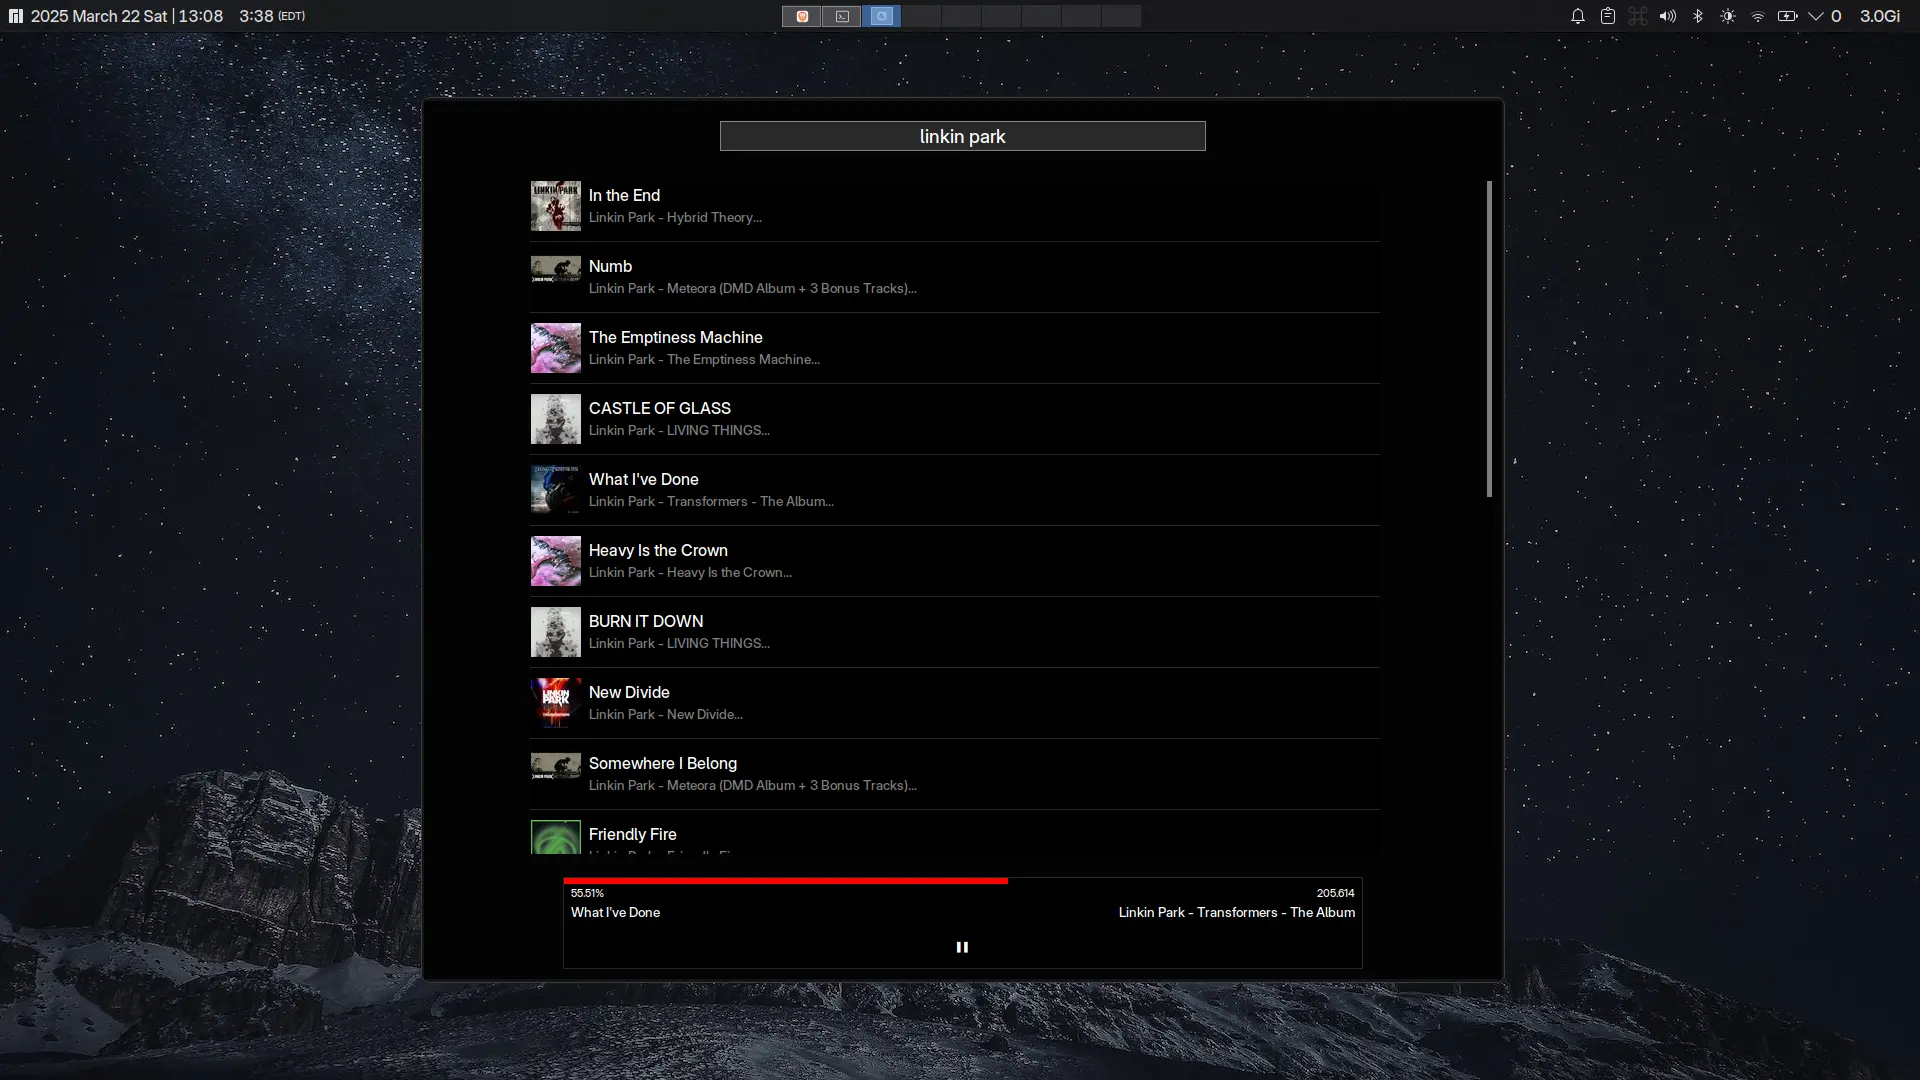 2025 March 22 Sat | 13:08 3:38 (EDT)
0 3.0Gi
linkin park
In the End
Linkin Park - Hybrid Theory...
Numb
Linkin Park - Meteora (DMD Album + 3 Bonus Tracks)...
The Emptiness Machine
Linkin Park - The Emptiness Machine...
CASTLE OF GLASS
Linkin Park - LIVING THINGS...
What I've Done
Linkin Park - Transformers - The Album...
Heavy Is the Crown
Linkin Park - Heavy Is the Crown...
BURN IT DOWN
Linkin Park - LIVING THINGS...
LINKIN PARK
New Divide
Linkin Park - New Divide...
Somewhere I Belong
Linkin Park - Meteora (DMD Album + 3 Bonus Tracks)...
Friendly Fire
55.51% 205.614
What I've Done Linkin Park - Transformers - The Album